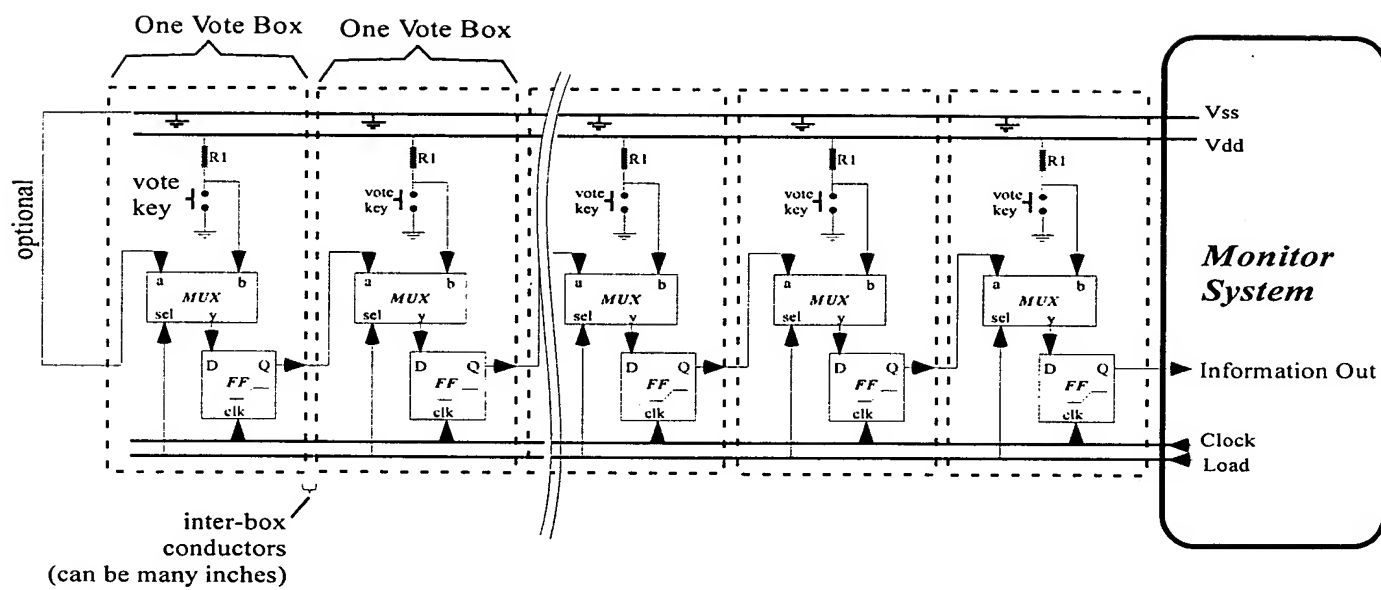 One Vote Box
One Vote Box
Vss
Vdd
R1
R1
R1
R1
R1
vote
key
vote
key
vote
key
vote
key
vote
key
optional
a b
MUX
sel y
a b
MUX
sel y
a b
MUX
sel y
a b
MUX
sel y
a b
MUX
sel y
Monitor
System
D Q
FF
clk
D Q
FF
clk
D Q
FF
clk
D Q
FF
clk
D Q
FF
clk
Information Out
Clock
Load
inter-box
conductors
(can be many inches)